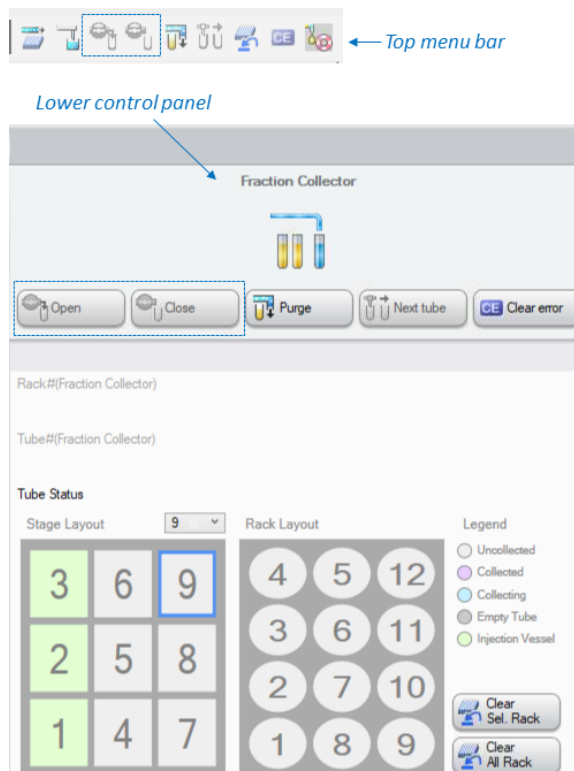 CE
Top menu bar
Lower control panel
Fraction Collector
Open Close Purge Next tube CE Clear error
Rack#(Fraction Collector)
Tube#(Fraction Collector)
Tube Status
Stage Layout 9 Rack Layout Legend
Uncollected
Collected
Collecting
Empty Tube
Injection Vessel
3 6 9
2 5 8
1 4 7
4 5 12
3 6 11
2 7 10
1 8 9
Clear
Sel. Rack
Clear
All Rack